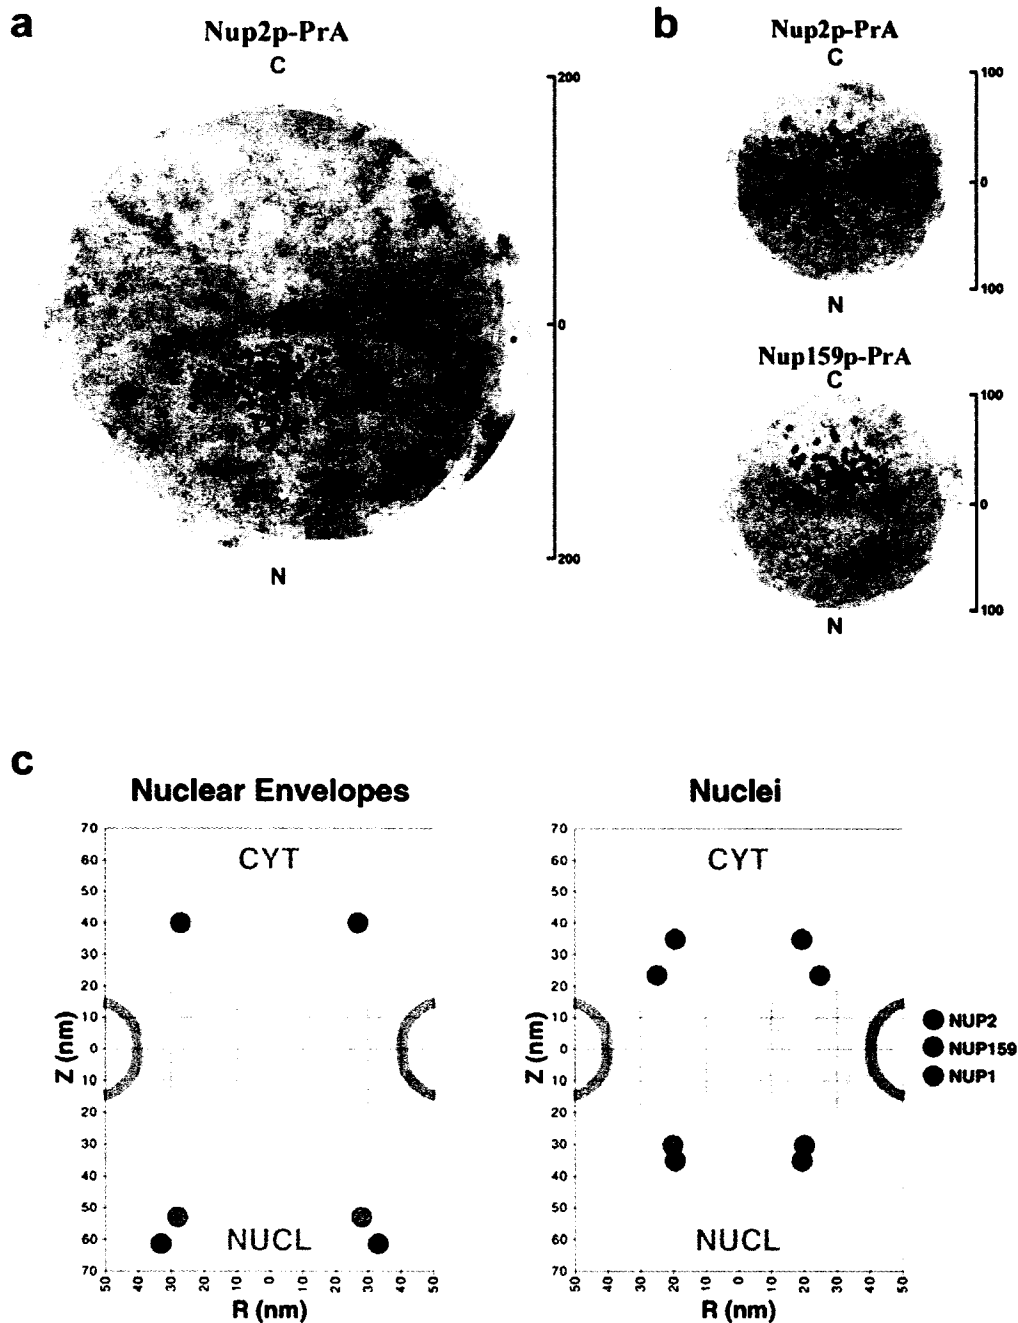 a
Nup2p-PrA
C
200
0
200
N
b
Nup2p-PrA
C
100
0
100
N
Nup159p-PrA
C
100
0
100
N
c
Nuclear Envelopes
70
60
50
40
30
20
10
0
10
20
30
40
50
60
70
Z (nm)
CYT
NUCL
50 40 30 20 10 0 10 20 30 40 50
R (nm)
Nuclei
70
60
50
40
30
20
10
0
10
20
30
40
50
60
70
Z (nm)
CYT
NUCL
50 40 30 20 10 0 10 20 30 40 50
R (nm)
NUP2
NUP159
NUP1